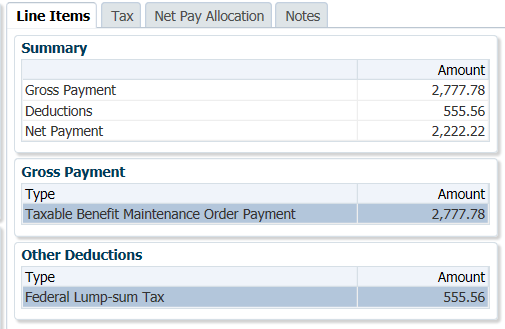 Line Items Tax Net Pay Allocation Notes
Summary
Amount
Gross Payment 2,777.78
Deductions 555.56
Net Payment 2,222.22
Gross Payment
Type Amount
Taxable Benefit Maintenance Order Payment 2,777.78
Other Deductions
Type Amount
Federal Lump-sum Tax 555.56